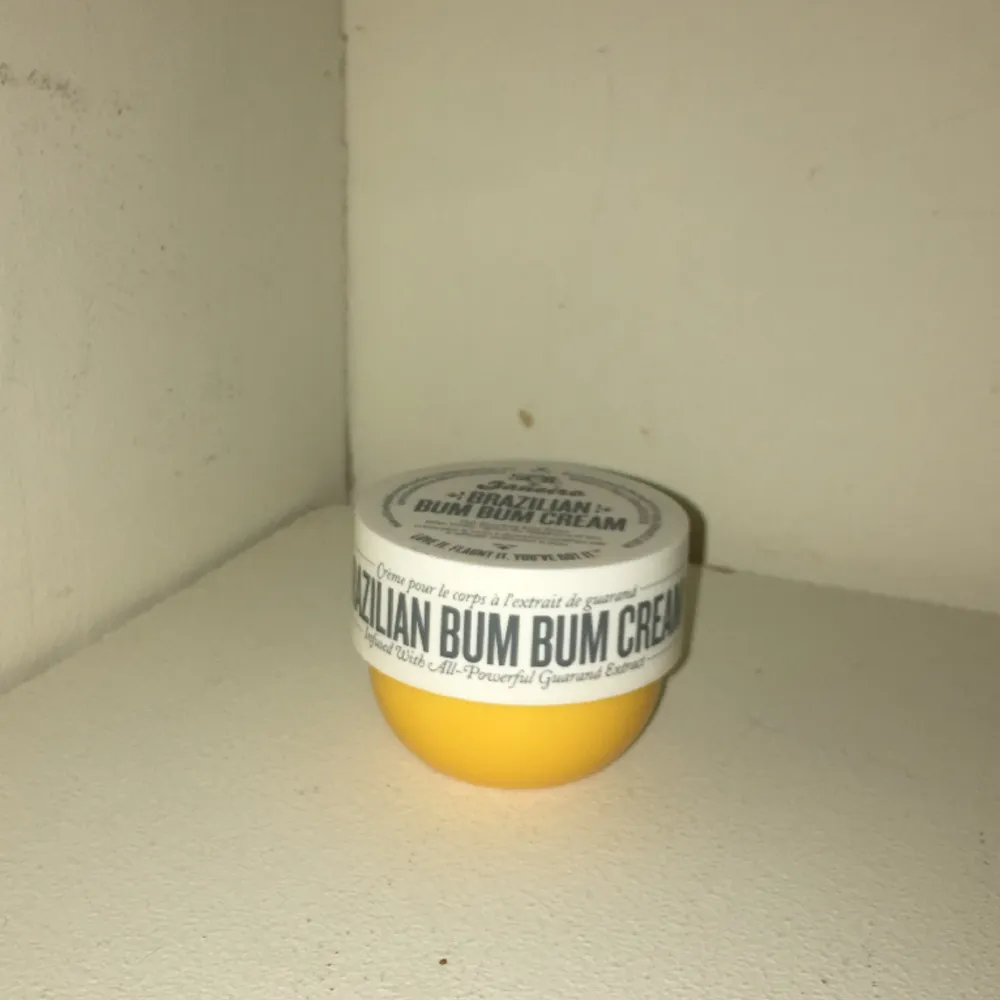 Janeiro
BRAZILIAN
BUM BUM CREAM
LOVE IT. FLAUNT IT. YOU'VE GOT IT.
Crème pour le corps à l'extrait de guaraná
AZILIAN BUM BUM CREAM
Infused With All-Powerful Guaraná Extract